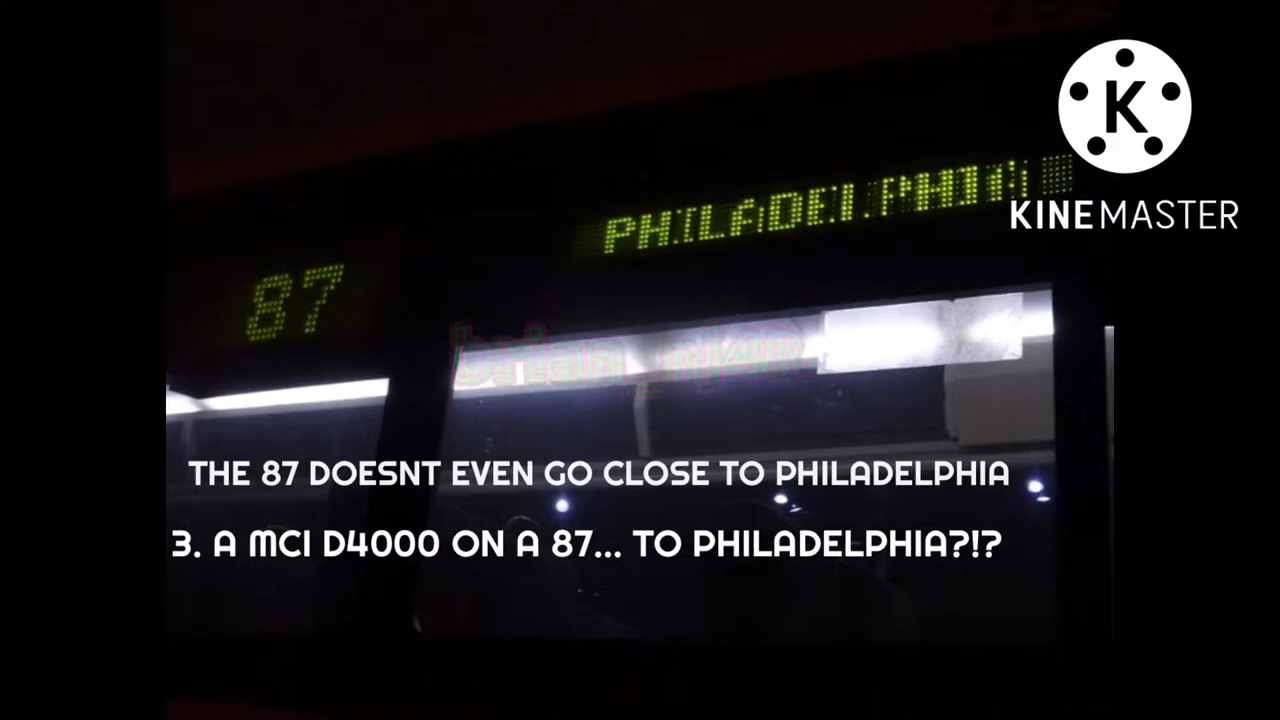 PHILADELPHIA
87
KINEMASTER
THE 87 DOESNT EVEN GO CLOSE TO PHILADELPHIA
3. A MCI D4000 ON A 87... TO PHILADELPHIA?!?